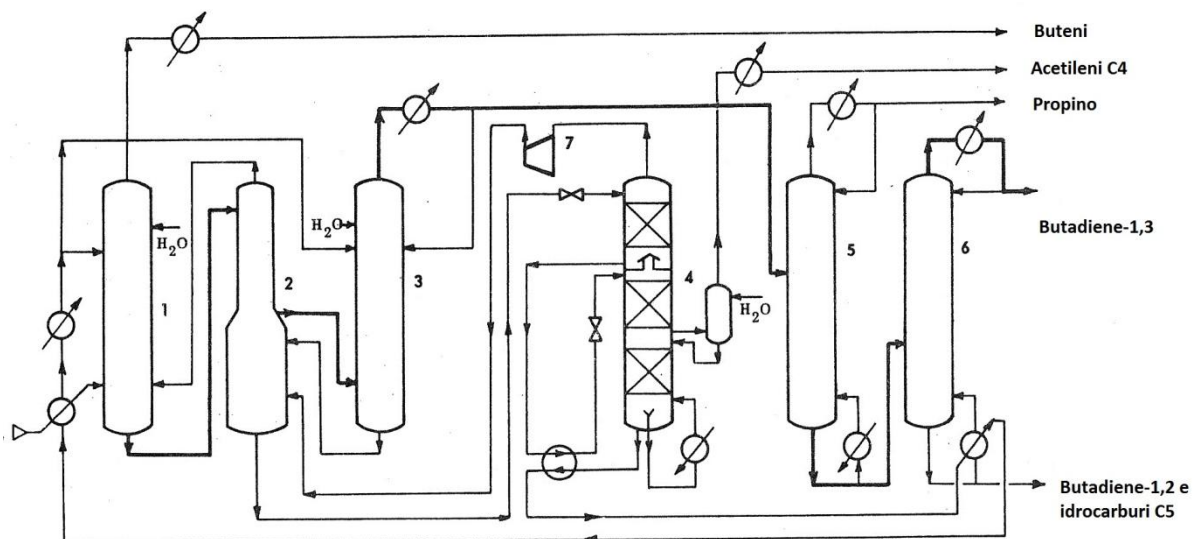 Buteni
Acetileni C4
Propino
7
H₂O
H₂O
1
2
3
4
H₂O
5
6
Butadiene-1,3
Butadiene-1,2 e
idrocarburi C5